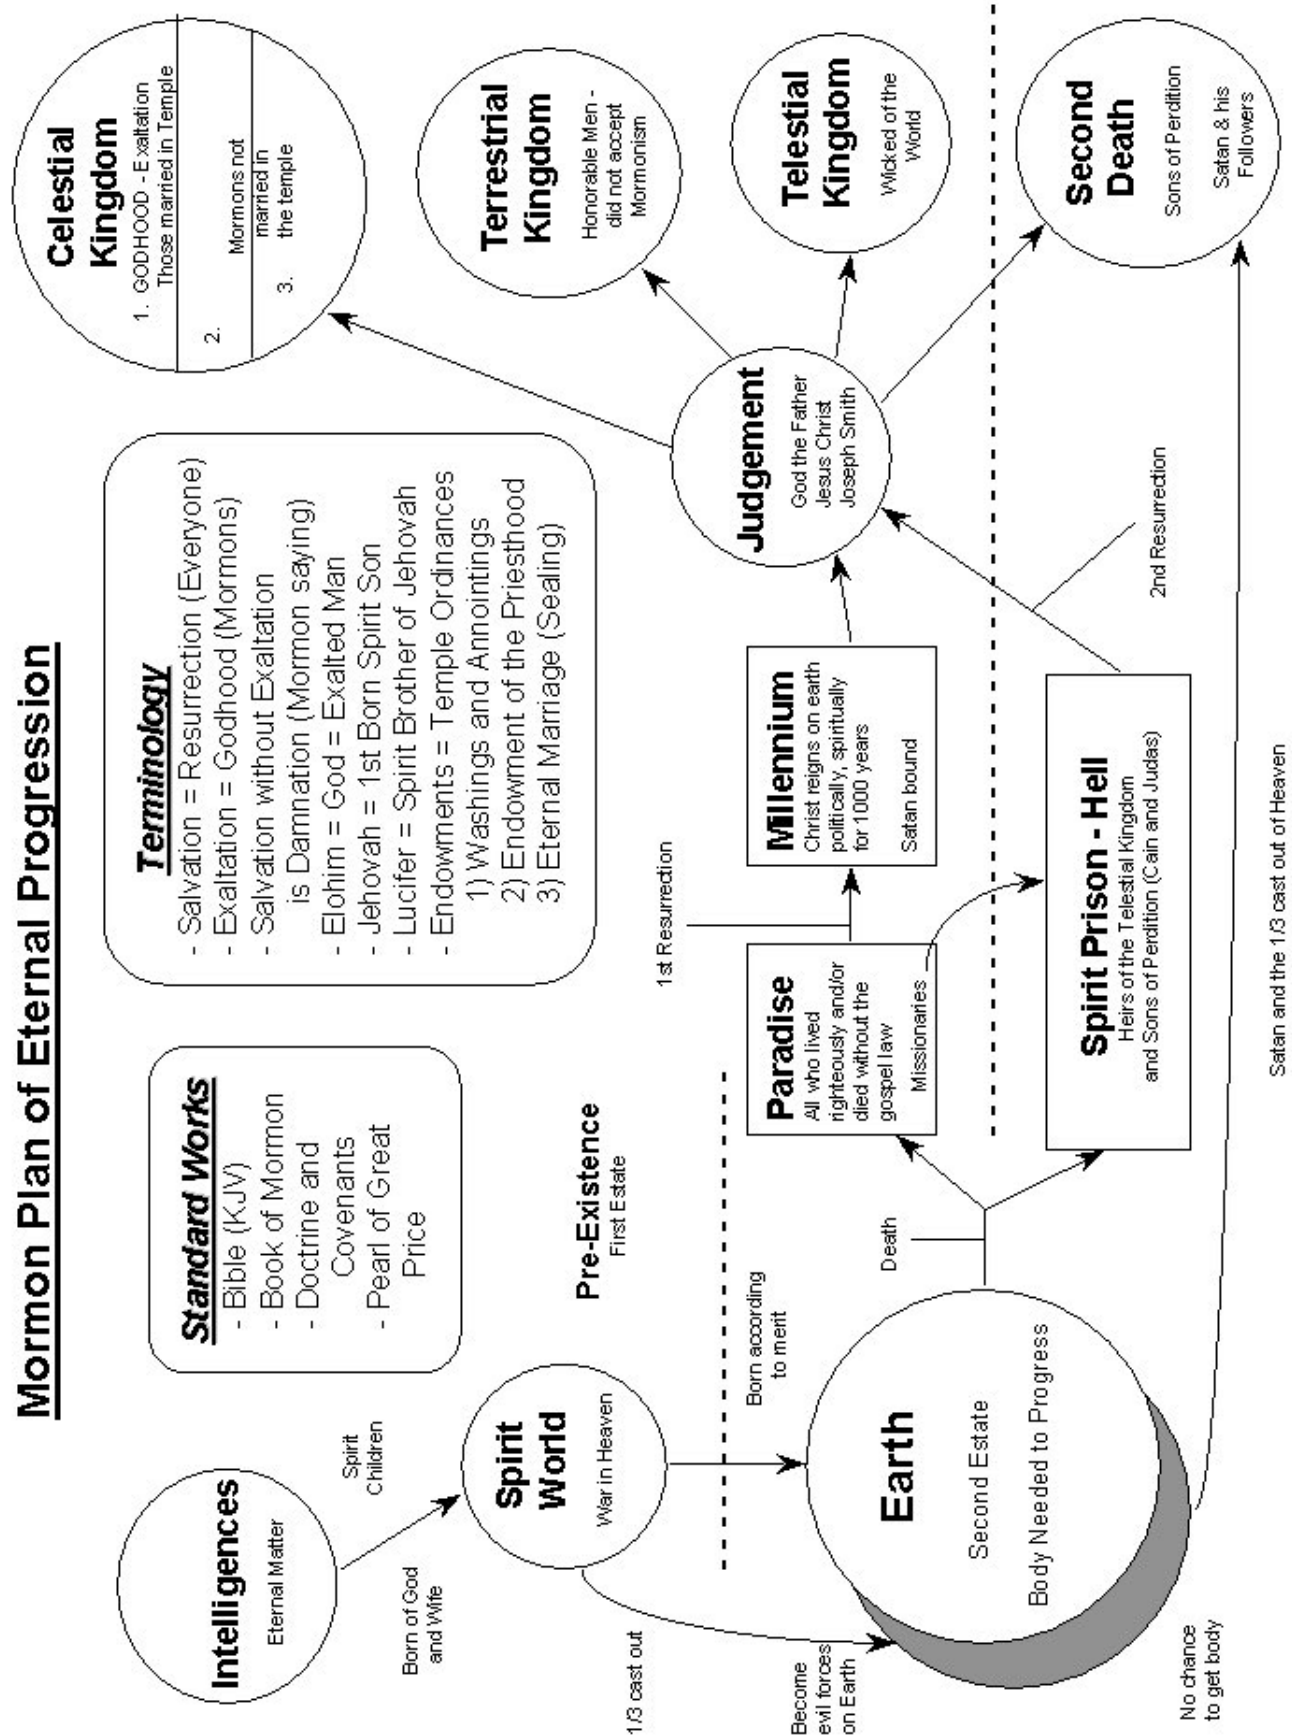 Mormon Plan of Eternal Progression
Intelligences
Eternal Matter
Spirit
Children
Born of God
and Wife
Standard Works
- Bible (KJV)
- Book of Mormon
- Doctrine and
Covenants
- Pearl of Great
Price
Terminology
- Salvation = Resurrection (Everyone)
- Exaltation = Godhood (Mormons)
- Salvation without Exaltation
is Damnation (Mormon saying)
- Elohim = God = Exalted Man
- Jehovah = 1st Born Spirit Son
- Lucifer = Spirit Brother of Jehovah
- Endowments = Temple Ordinances
1) Washings and Annointings
2) Endowment of the Priesthood
3) Eternal Marriage (Sealing)
Celestial
Kingdom
1. GODHOOD - Exaltation
Those married in Temple
2.
Mormons not
married in
the temple
3.
Spirit
World
War in Heaven
Pre-Existence
First Estate
1/3 cast out
Become
evil forces
on Earth
Born according
to merit
Earth
Second Estate
Body Needed to Progress
No chance
to get body
Death
Paradise
All who lived
righteously and/or
died without the
gospel law
Missionaries
1st Resurrection
Millennium
Christ reigns on earth
politically, spiritually
for 1000 years
Satan bound
Spirit Prison - Hell
Heirs of the Telestial Kingdom
and Sons of Perdition (Cain and Judas)
2nd Resurrection
Judgement
God the Father
Jesus Christ
Joseph Smith
Terrestrial
Kingdom
Honorable Men -
did not accept
Mormonism
Telestial
Kingdom
Wicked of the
World
Second
Death
Sons of Perdition
Satan & his
Followers
Satan and the 1/3 cast out of Heaven